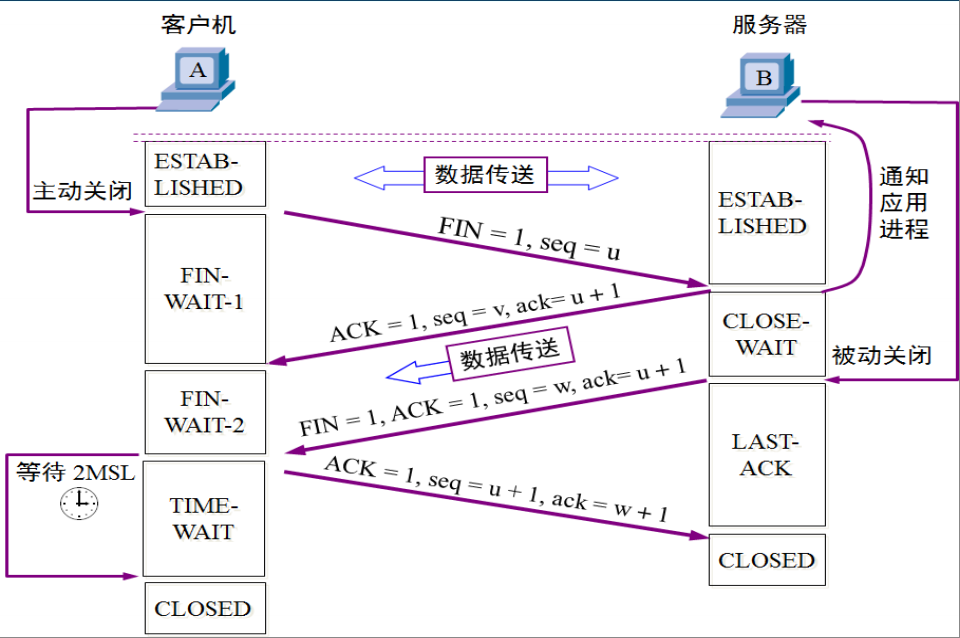 客户机
服务器
A
B
ESTAB-
LISHED
数据传送
主动关闭
ESTAB-
LISHED
通知
应用
进程
FIN = 1, seq = u
FIN-
WAIT-1
ACK = 1, seq = v, ack= u + 1
CLOSE-
WAIT
数据传送
被动关闭
FIN-
WAIT-2
FIN = 1, ACK = 1, seq = w, ack= u + 1
LAST-
ACK
等待 2MSL
ACK = 1, seq = u + 1, ack = w + 1
TIME-
WAIT
CLOSED
CLOSED